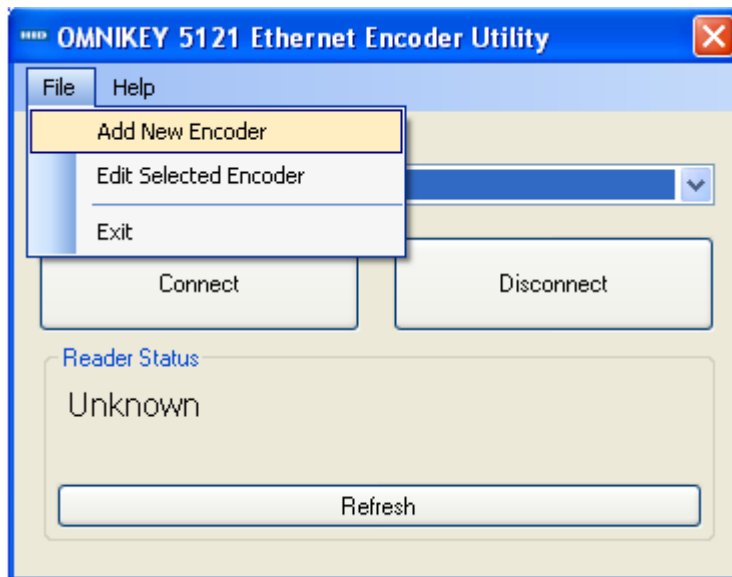 HID OMNIKEY 5121 Ethernet Encoder Utility
File Help
Add New Encoder
Edit Selected Encoder
Exit
Connect Disconnect
Reader Status
Unknown
Refresh